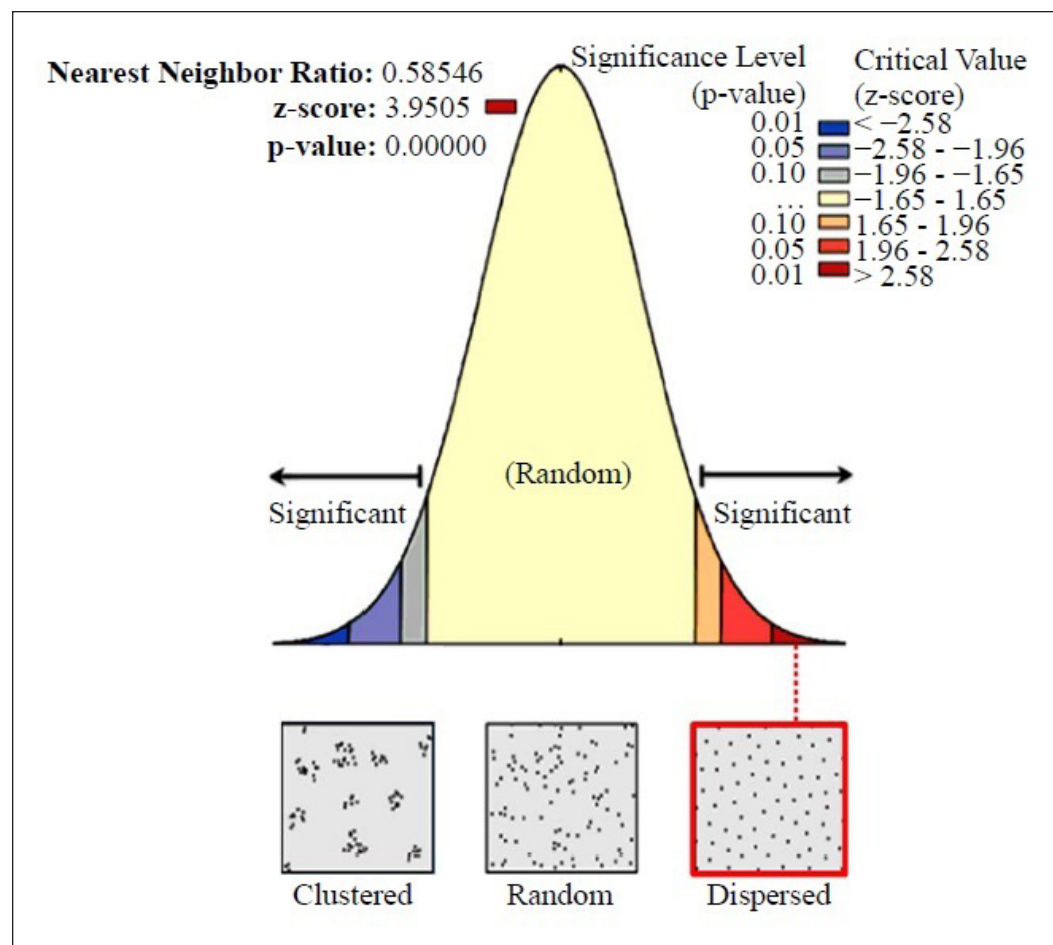 Nearest Neighbor Ratio: 0.58546
z-score: 3.9505
p-value: 0.00000
Significance Level
(p-value)
Critical Value
(z-score)
0.01 < −2.58
0.05 −2.58 - −1.96
0.10 −1.96 - −1.65
... −1.65 - 1.65
0.10 1.65 - 1.96
0.05 1.96 - 2.58
0.01 > 2.58
(Random)
Significant
Significant
Clustered
Random
Dispersed